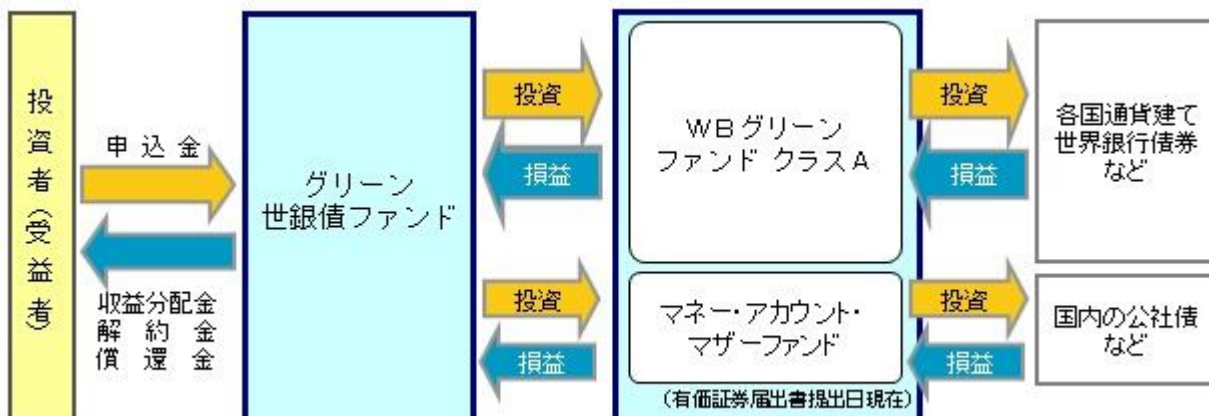 投資者(受益者)
申込金
収益分配金
解約金
償還金
グリーン
世銀債ファンド
投資
損益
投資
損益
WBグリーン
ファンド クラスA
マネー・アカウント・
マザーファンド
(有価証券届出書提出日現在)
投資
損益
投資
損益
各国通貨建て
世界銀行債券
など
国内の公社債
など